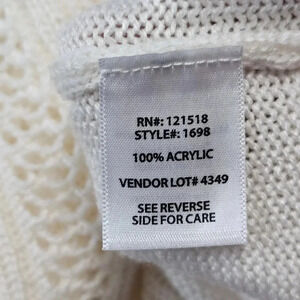 RN#: 121518
STYLE#: 1698
100% ACRYLIC
VENDOR LOT# 4349
SEE REVERSE
SIDE FOR CARE